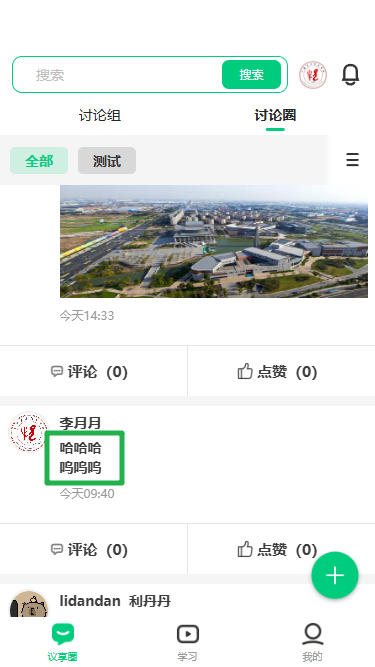 搜索
搜索
讨论组
讨论圈
全部
测试
今天14:33
评论（0）
点赞（0）
李月月
哈哈哈
呜呜呜
今天09:40
评论（0）
点赞（0）
lidandan 利丹丹
议享圈
学习
我的